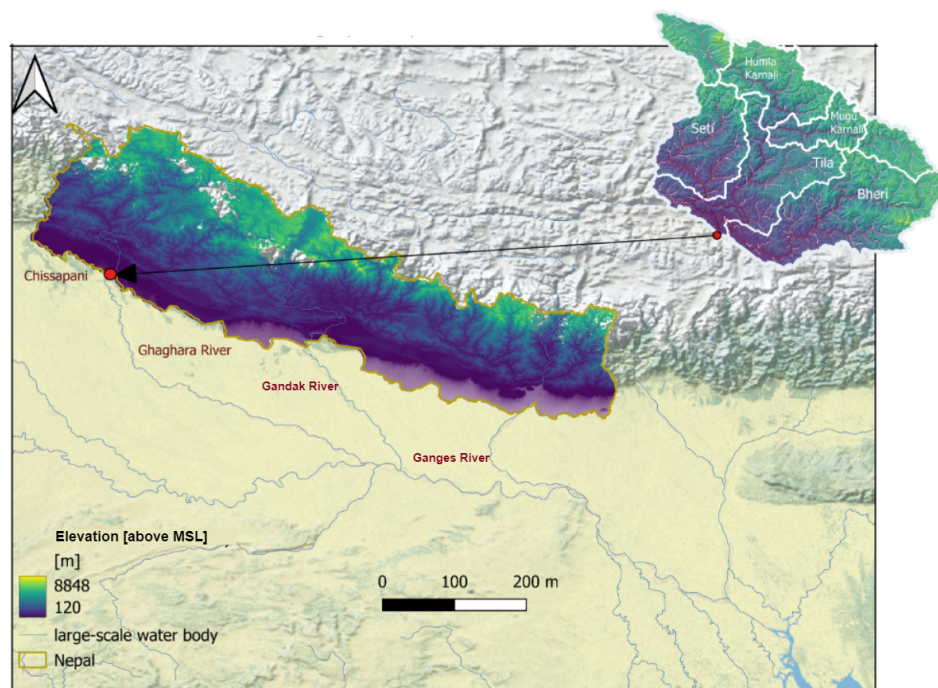 Humla
Karnali
Mugu
Karnali
Seti
Tila
Bheri
Chissapani
Ghaghara River
Gandak River
Ganges River
Elevation [above MSL]
[m]
8848
120
large-scale water body
Nepal
0 100 200 m